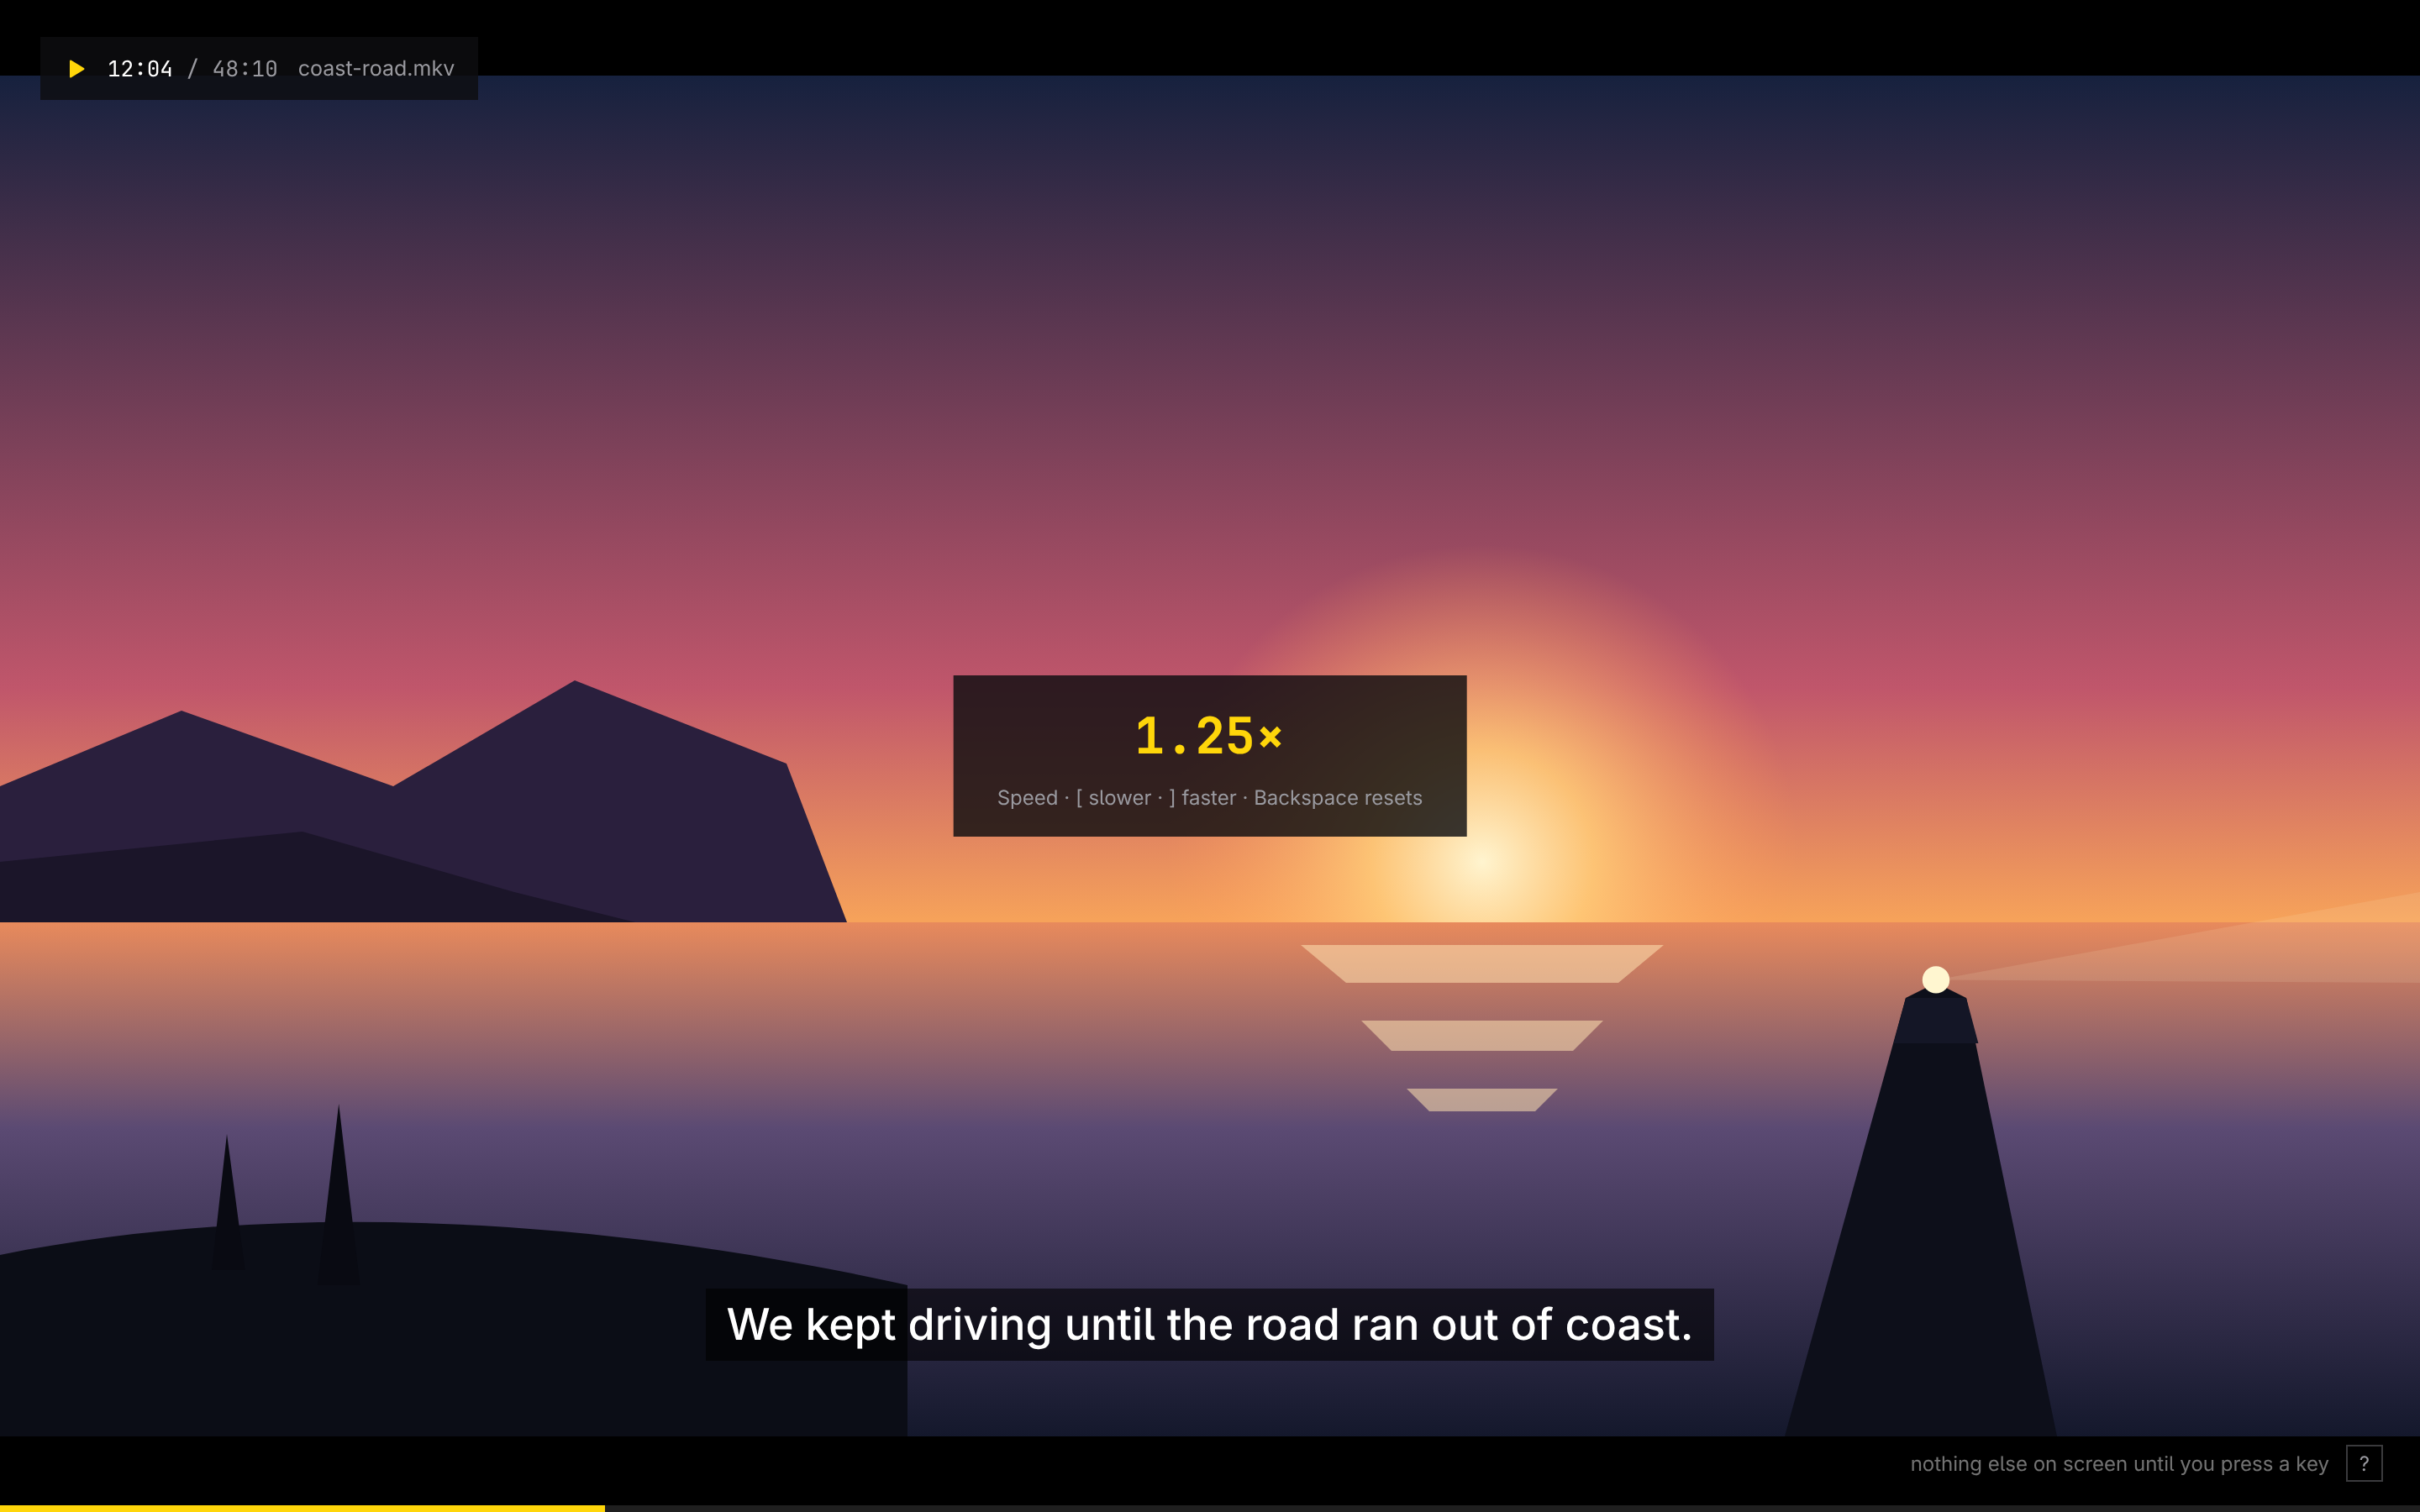 12:04 / 48:10 coast-road.mkv
1.25×
Speed · [ slower · ] faster · Backspace resets
We kept driving until the road ran out of coast.
nothing else on screen until you press a key ?